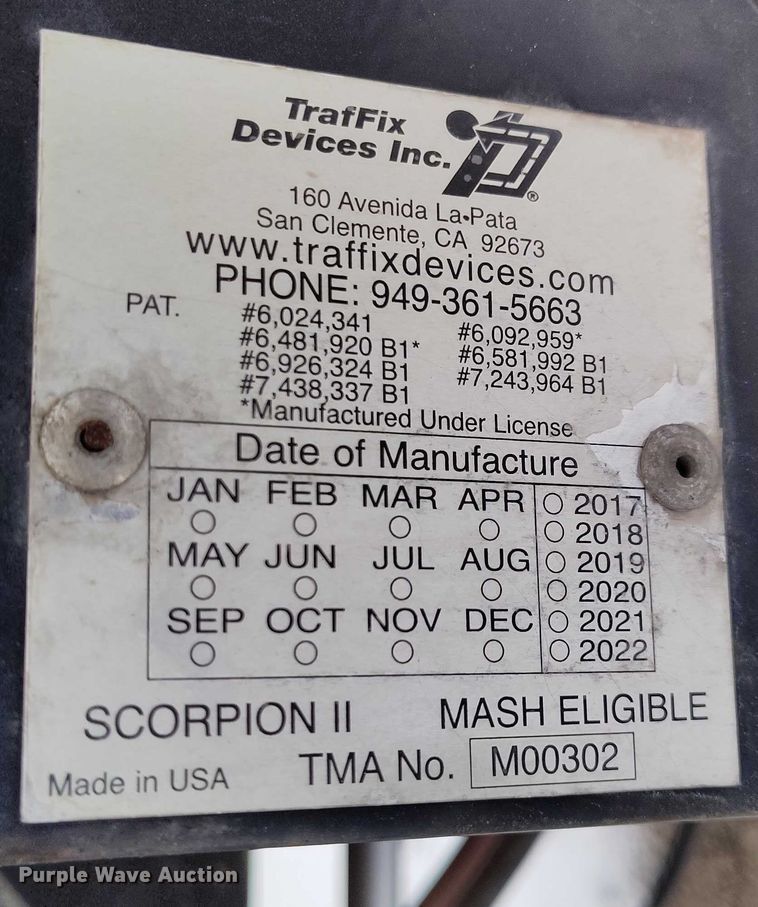 TrafFix
Devices Inc.
®
160 Avenida La•Pata
San Clemente, CA 92673
www.traffixdevices.com
PHONE: 949-361-5663
PAT. #6,024,341 #6,092,959*
#6,481,920 B1* #6,581,992 B1
#6,926,324 B1 #7,243,964 B1
#7,438,337 B1
*Manufactured Under License
Date of Manufacture
JAN FEB MAR APR 2017
2018
MAY JUN JUL AUG 2019
2020
SEP OCT NOV DEC 2021
2022
SCORPION II MASH ELIGIBLE
Made in USA TMA No. M00302
Purple Wave Auction